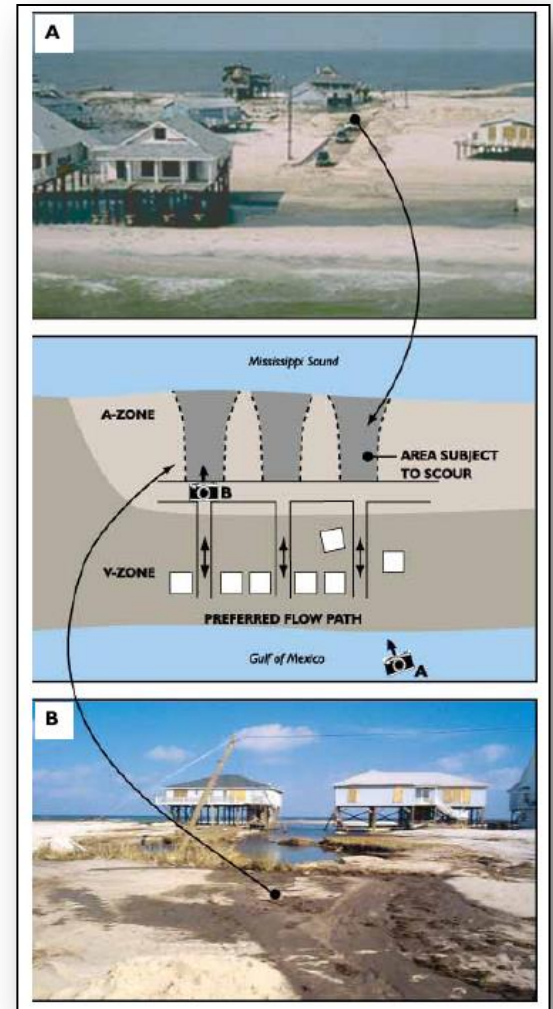 A
Mississippi Sound
A-ZONE
AREA SUBJECT
TO SCOUR
B
V-ZONE
PREFERRED FLOW PATH
Gulf of Mexico
A
B